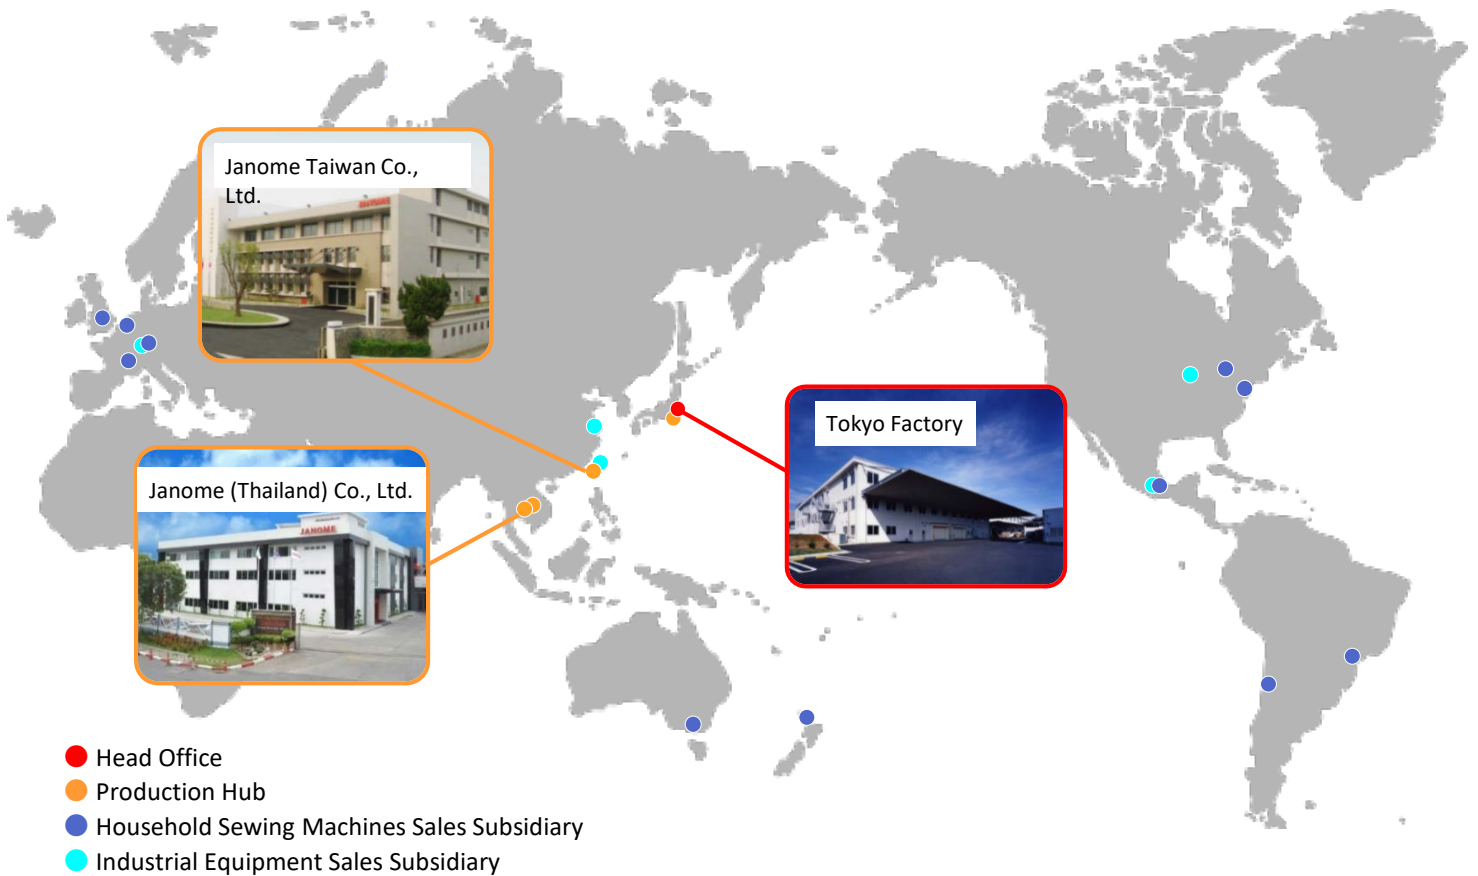 Janome Taiwan Co.,
Ltd.
JANOME
Tokyo Factory
Janome (Thailand) Co., Ltd.
JANOME
Head Office
Production Hub
Household Sewing Machines Sales Subsidiary
Industrial Equipment Sales Subsidiary